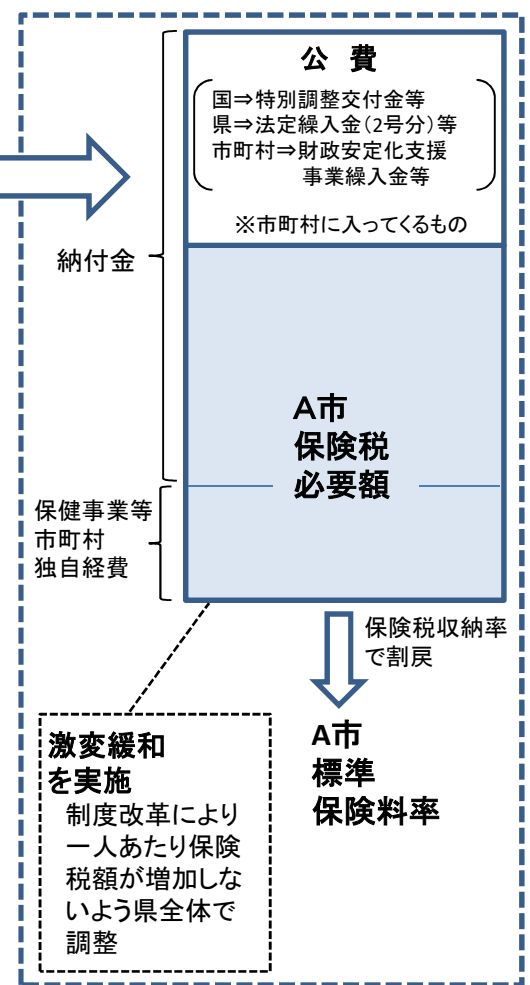 公 費
国⇒特別調整交付金等
県⇒法定繰入金(2号分)等
市町村⇒財政安定化支援
事業繰入金等
※市町村に入ってくるもの
納付金
A市
保険税
必要額
保健事業等
市町村
独自経費
保険税収納率
で割戻
A市
標準
保険料率
激変緩和
を実施
制度改革により
一人あたり保険
税額が増加しな
いよう県全体で
調整